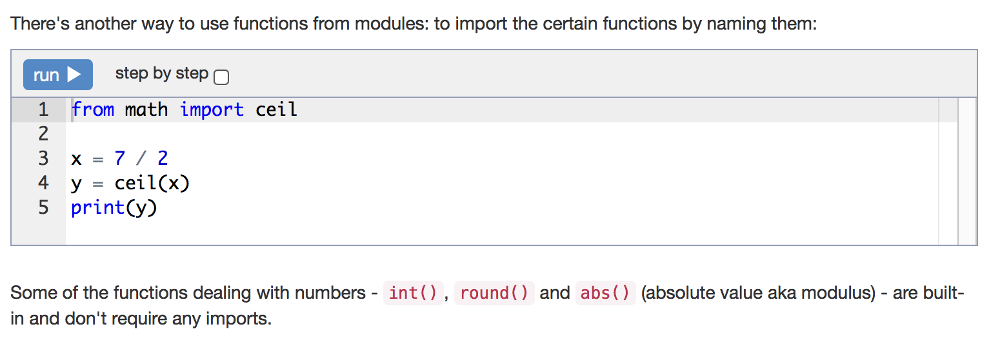 There's another way to use functions from modules: to import the certain functions by naming them:
run step by step
1 from math import ceil
2
3 x = 7 / 2
4 y = ceil(x)
5 print(y)
Some of the functions dealing with numbers - int(), round() and abs() (absolute value aka modulus) - are built-
in and don't require any imports.